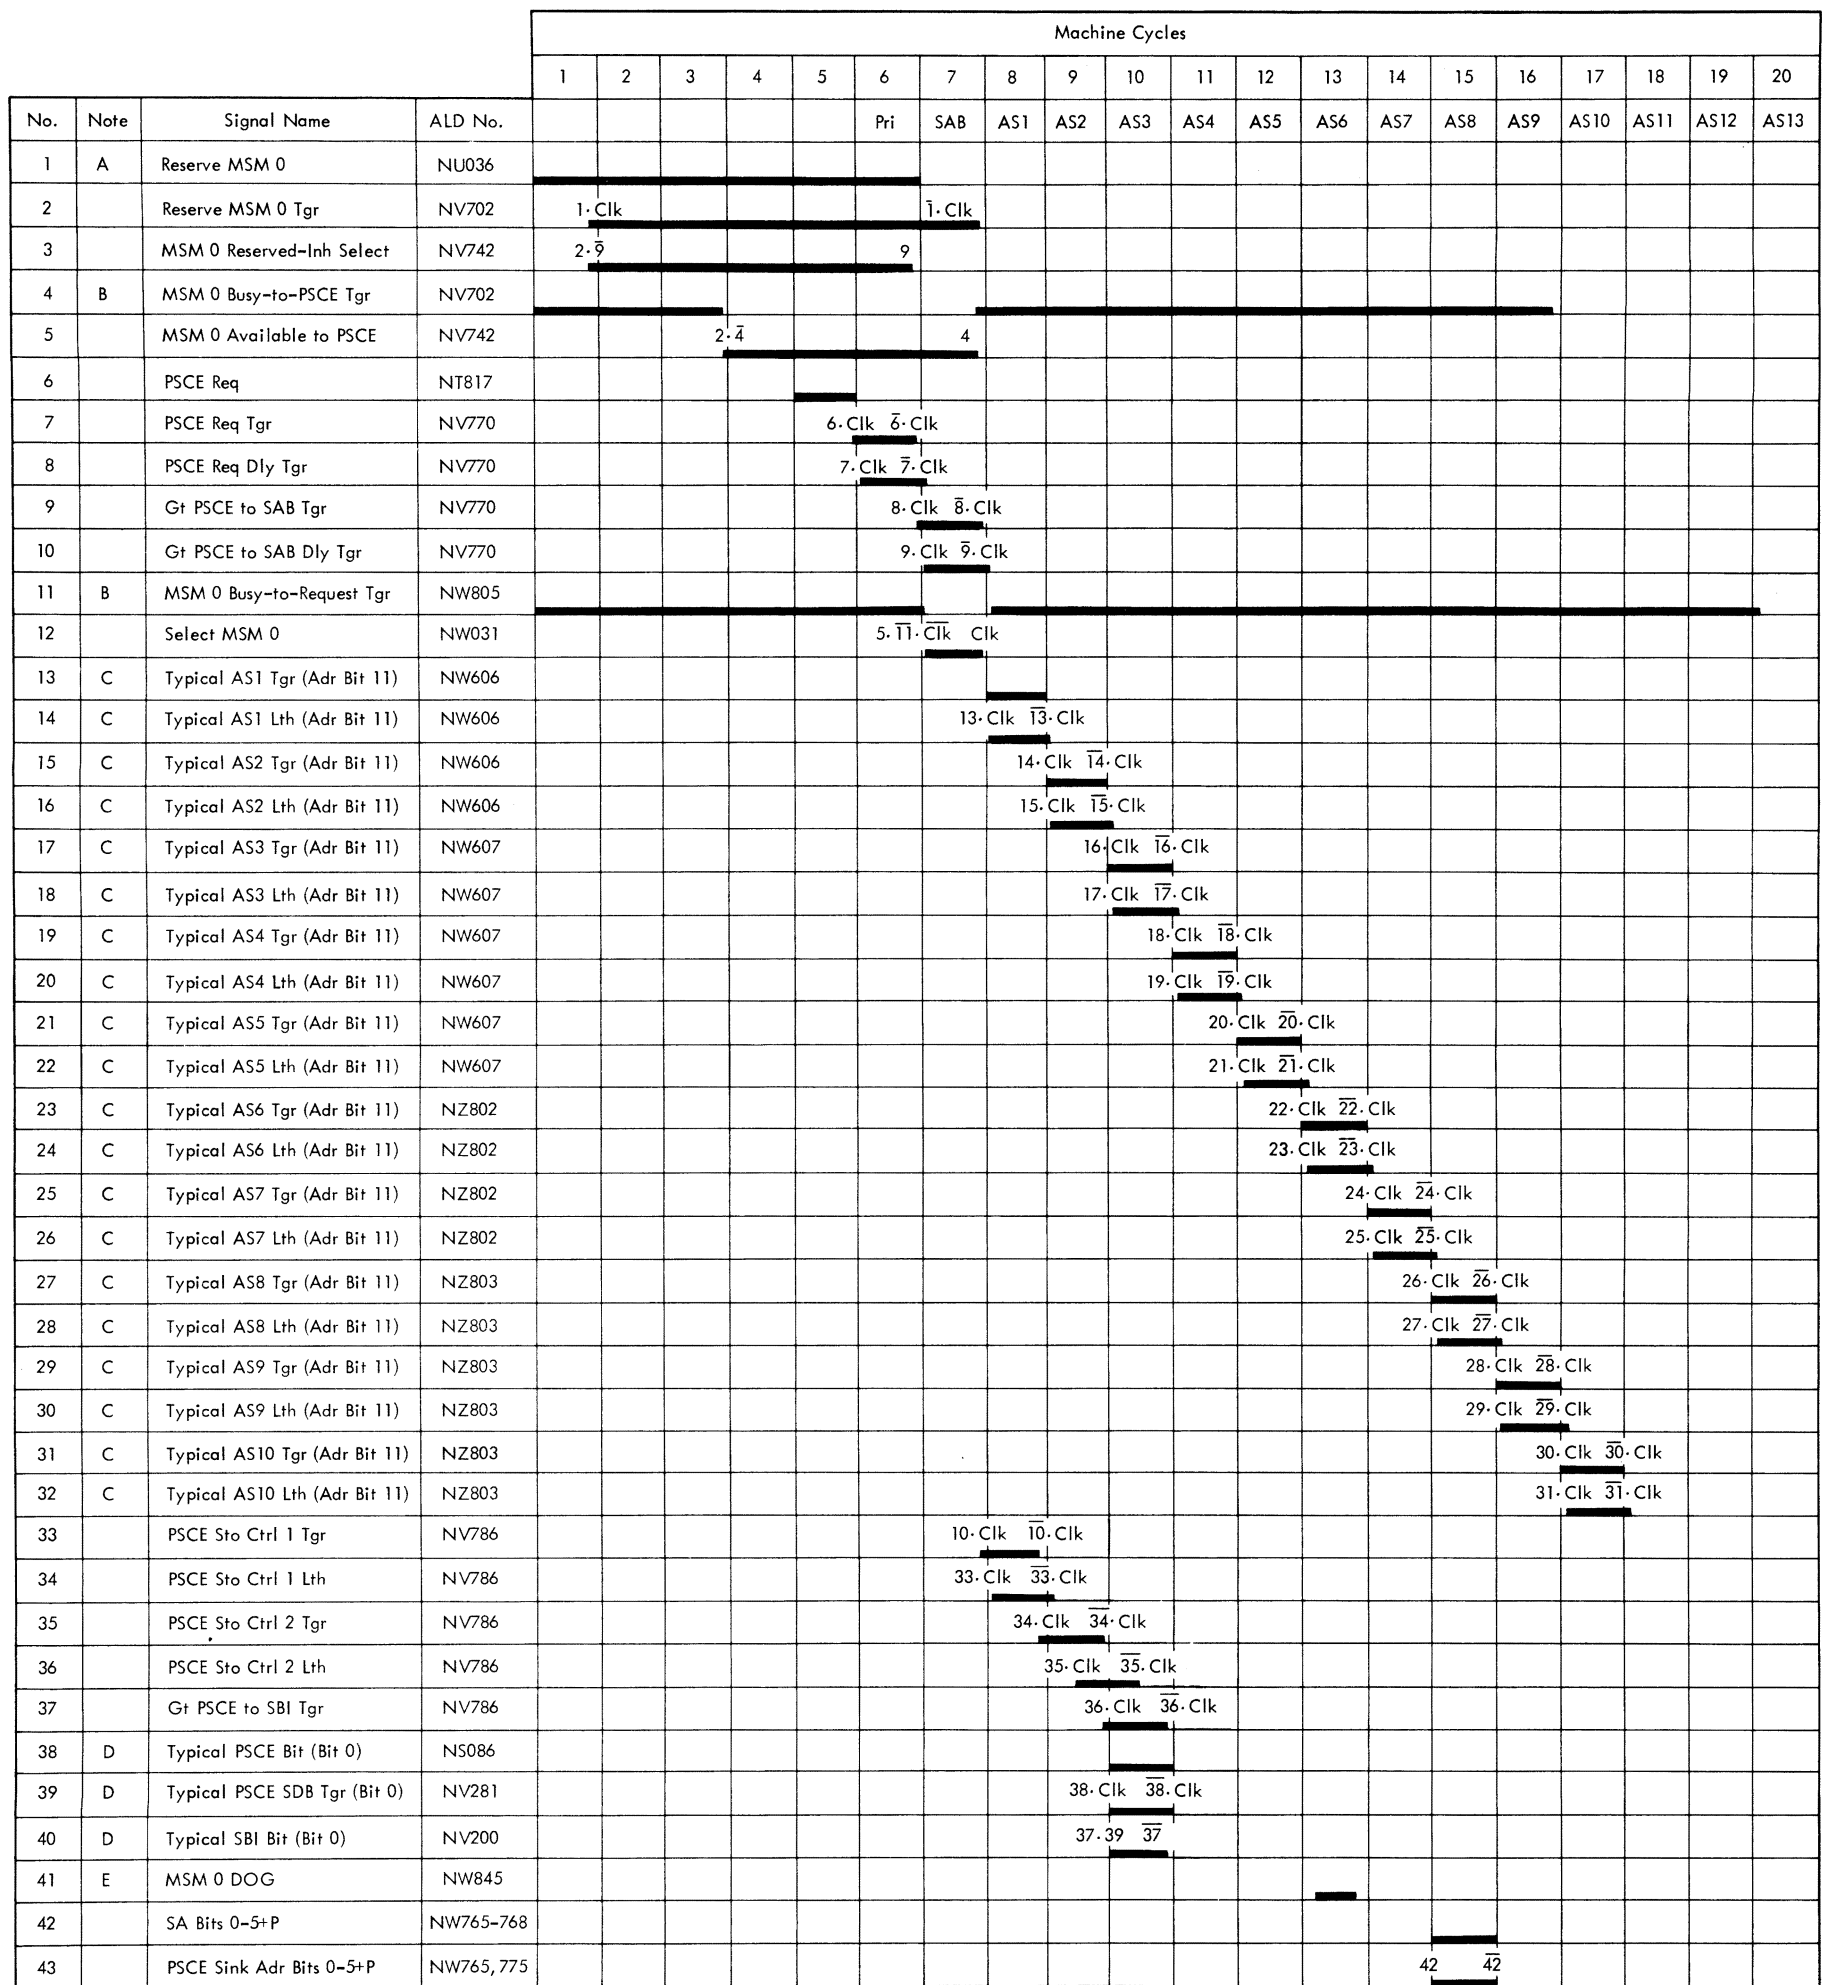 Machine Cycles
1 2 3 4 5 6 7 8 9 10 11 12 13 14 15 16 17 18 19 20
No. Note Signal Name ALD No. Pri SAB AS1 AS2 AS3 AS4 AS5 AS6 AS7 AS8 AS9 AS10 AS11 AS12 AS13
1 A Reserve MSM 0 NU036
2 Reserve MSM 0 Tgr NV702 1·Clk 1̅·Clk
3 MSM 0 Reserved-Inh Select NV742 2·9̅ 9
4 B MSM 0 Busy-to-PSCE Tgr NV702
5 MSM 0 Available to PSCE NV742 2·4̅ 4
6 PSCE Req NT817
7 PSCE Req Tgr NV770 6·Clk 6̅·Clk
8 PSCE Req Dly Tgr NV770 7·Clk 7̅·Clk
9 Gt PSCE to SAB Tgr NV770 8·Clk 8̅·Clk
10 Gt PSCE to SAB Dly Tgr NV770 9·Clk 9̅·Clk
11 B MSM 0 Busy-to-Request Tgr NW805
12 Select MSM 0 NW031 5·1̅1̅·C̅l̅k̅ Clk
13 C Typical AS1 Tgr (Adr Bit 11) NW606
14 C Typical AS1 Lth (Adr Bit 11) NW606 13·Clk 1̅3̅·Clk
15 C Typical AS2 Tgr (Adr Bit 11) NW606 14·Clk 1̅4̅·Clk
16 C Typical AS2 Lth (Adr Bit 11) NW606 15·Clk 1̅5̅·Clk
17 C Typical AS3 Tgr (Adr Bit 11) NW607 16·Clk 1̅6̅·Clk
18 C Typical AS3 Lth (Adr Bit 11) NW607 17·Clk 1̅7̅·Clk
19 C Typical AS4 Tgr (Adr Bit 11) NW607 18·Clk 1̅8̅·Clk
20 C Typical AS4 Lth (Adr Bit 11) NW607 19·Clk 1̅9̅·Clk
21 C Typical AS5 Tgr (Adr Bit 11) NW607 20·Clk 2̅0̅·Clk
22 C Typical AS5 Lth (Adr Bit 11) NW607 21·Clk 2̅1̅·Clk
23 C Typical AS6 Tgr (Adr Bit 11) NZ802 22·Clk 2̅2̅·Clk
24 C Typical AS6 Lth (Adr Bit 11) NZ802 23·Clk 2̅3̅·Clk
25 C Typical AS7 Tgr (Adr Bit 11) NZ802 24·Clk 2̅4̅·Clk
26 C Typical AS7 Lth (Adr Bit 11) NZ802 25·Clk 2̅5̅·Clk
27 C Typical AS8 Tgr (Adr Bit 11) NZ803 26·Clk 2̅6̅·Clk
28 C Typical AS8 Lth (Adr Bit 11) NZ803 27·Clk 2̅7̅·Clk
29 C Typical AS9 Tgr (Adr Bit 11) NZ803 28·Clk 2̅8̅·Clk
30 C Typical AS9 Lth (Adr Bit 11) NZ803 29·Clk 2̅9̅·Clk
31 C Typical AS10 Tgr (Adr Bit 11) NZ803 30·Clk 3̅0̅·Clk
32 C Typical AS10 Lth (Adr Bit 11) NZ803 31·Clk 3̅1̅·Clk
33 PSCE Sto Ctrl 1 Tgr NV786 10·Clk 1̅0̅·Clk
34 PSCE Sto Ctrl 1 Lth NV786 33·Clk 3̅3̅·Clk
35 PSCE Sto Ctrl 2 Tgr NV786 34·Clk 3̅4̅·Clk
36 PSCE Sto Ctrl 2 Lth NV786 35·Clk 3̅5̅·Clk
37 Gt PSCE to SBI Tgr NV786 36·Clk 3̅6̅·Clk
38 D Typical PSCE Bit (Bit 0) NS086
39 D Typical PSCE SDB Tgr (Bit 0) NV281 38·Clk 3̅8̅·Clk
40 D Typical SBI Bit (Bit 0) NV200 37·39 3̅7̅
41 E MSM 0 DOG NW845
42 SA Bits 0-5+P NW765-768
43 PSCE Sink Adr Bits 0-5+P NW765,775 42 4̅2̅